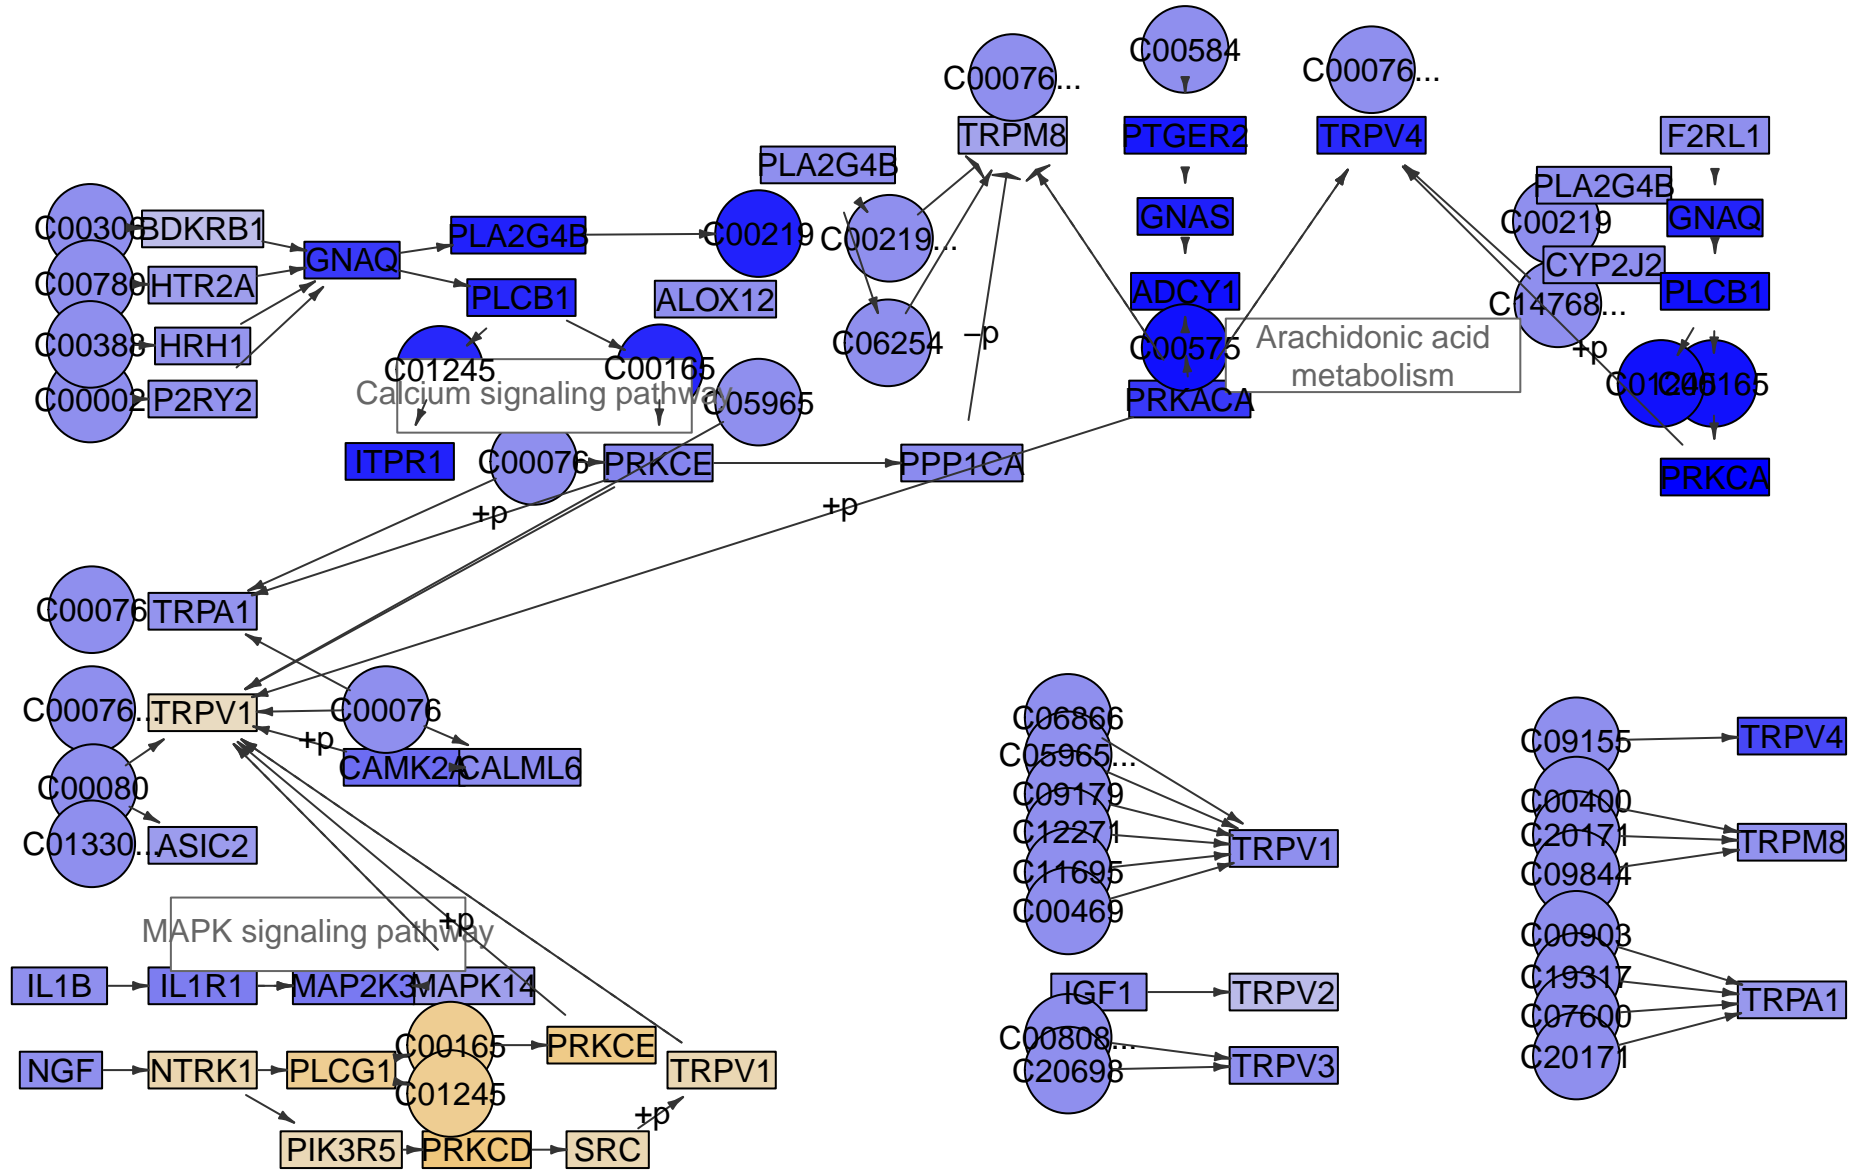 C00584
C00076...
C00076...
TRPM8
PTGER2
TRPV4
F2RL1
PLA2G4B
PLA2G4B
C00308
BDKRB1
PLA2G4B
C00219
C00219...
GNAS
C00219
GNAQ
GNAQ
C00780
HTR2A
PLCB1
ALOX12
ADCY1
CYP2J2
C14768...
PLCB1
C00388
HRH1
C01245
C00165
C06254
–p
C00575
Arachidonic acid
metabolism
+p
C00002
P2RY2
Calcium signaling pathway
C05965
PRKACA
C01245
C00165
ITPR1
C00076
PRKCE
PPP1CA
PRKCA
+p
+p
C00076
TRPA1
C00076...
TRPV1
C00076
C06866
C09155
TRPV4
+p
CAMK2A
CALML6
C05965...
C00080
C09179
C00400
C01330...
ASIC2
C12271
TRPV1
C20171
TRPM8
C11695
C09844
C00469
MAPK signaling pathway
+p
C00903
IL1B
IL1R1
MAP2K3
MAPK14
IGF1
TRPV2
C19317
TRPA1
C07600
C00165
PRKCE
C00808...
C20171
NGF
NTRK1
PLCG1
TRPV1
C20698
TRPV3
C01245
+p
PIK3R5
PRKCD
SRC